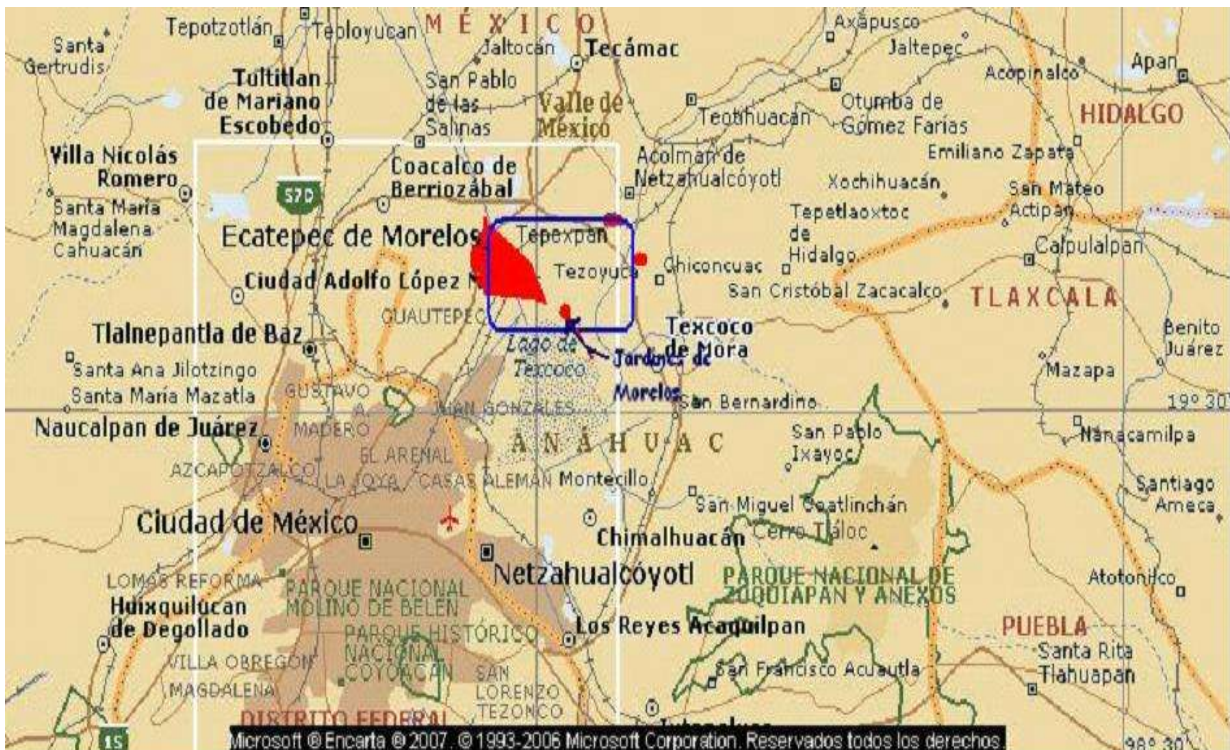 MÉXICO
Tepotzotlán
Teoloyucan
Santa
Gertrudis
Jaltocán
Tecámac
Axapusco
Jaltepec
Acopinalco
Apan
Tultitlan
de Mariano
Escobedo
San Pablo
de las
Salinas
Valle de
México
Teotihuacán
Otumba de
Gómez Farías
HIDALGO
Villa Nicolás
Romero
57D
Coacalco de
Berriozábal
Acolman de
Netzahualcóyotl
Emiliano Zapata
Xochihuacán
San Mateo
Actipan
Santa María
Magdalena
Cahuacán
Ecatepec de Morelos
Tepexpan
Tepetlaoxtoc
de
Hidalgo
Calpulalpan
Ciudad Adolfo López
Tezoyuca
Chiconcuac
San Cristóbal Zacacalco
TLAXCALA
CUAUTEPEC
Tlalnepantla de Baz
Lago de
Texcoco
Texcoco
de Mora
Jardines de
Morelos
Benito
Juárez
Santa Ana Jilotzingo
Mazapa
Santa María Mazatla
GUSTAVO
A.
MADERO
JUAN GONZALES
San Bernardino
19° 30'
Naucalpan de Juárez
EL ARENAL
ANÁHUAC
San Pablo
Ixayoc
Nanacamilpa
AZCAPOTZALCO
LA JOYA
CASAS ALEMÁN
Montecillo
San Miguel Coatlinchán
Santiago
Ameca
Ciudad de México
Chimalhuacán
Cerro Tláloc
Netzahualcóyotl
LOMAS REFORMA
PARQUE NACIONAL
MOLINO DE BELÉN
PARQUE NACIONAL DE
ZOQUIAPAN Y ANEXOS
Atotonilco
Huixquilucan
de Degollado
PARQUE HISTÓRICO
NACIONAL
COYOACÁN
Los Reyes Acaquilpan
PUEBLA
VILLA OBREGÓN
MAGDALENA
SAN
LORENZO
TEZONCO
San Francisco Acuautla
Santa Rita
Tlahuapan
DISTRITO FEDERAL
15
Microsoft ® Encarta ® 2007. © 1993-2006 Microsoft Corporation. Reservados todos los derechos.